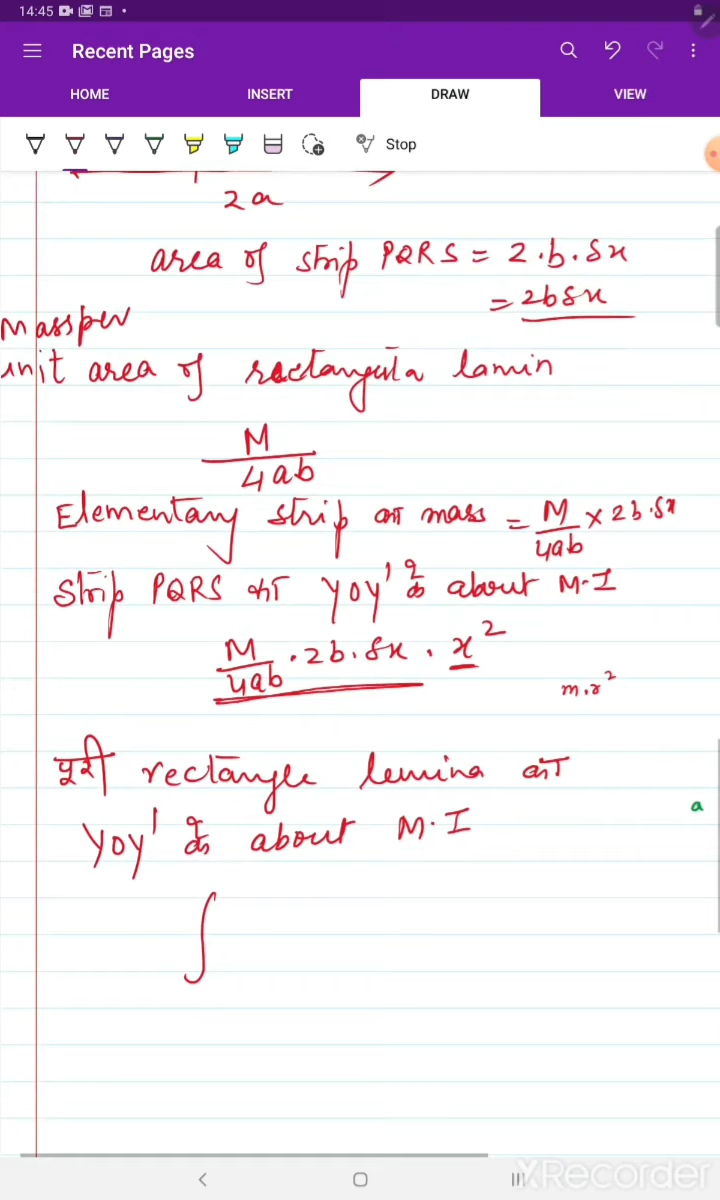 14:45
Recent Pages
HOME INSERT DRAW VIEW
Stop
2a
area of strip PQRS = 2.b.δx
= 2bδx
Mass per
unit area of rectangula lamin
M
4ab
Elementary strip का mass = M/4ab × 2b.δx
Strip PQRS का YOY' के about M.I
M/4ab . 2b.δx . x²
m.r²
पूरी rectangle lemina का
a
YOY' के about M.I
∫
XRecorder